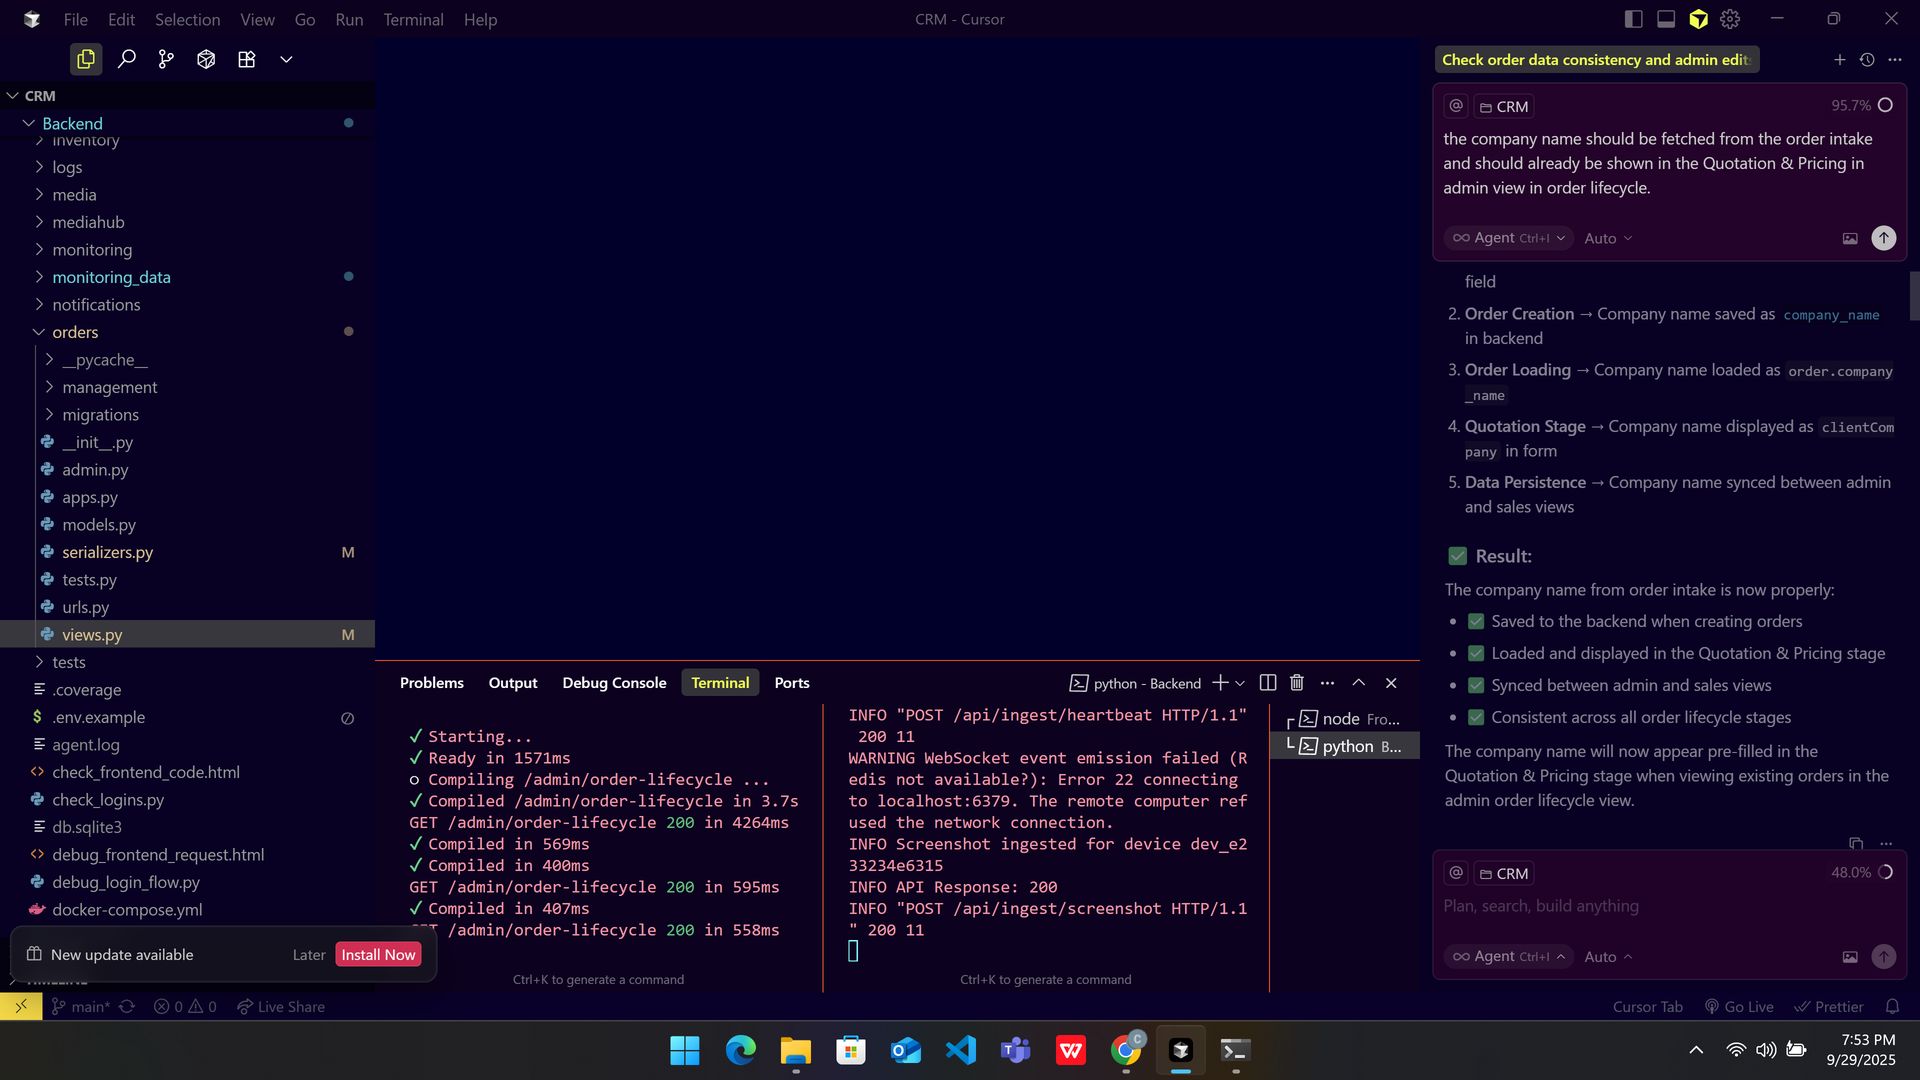 File Edit Selection View Go Run Terminal Help
CRM - Cursor
CRM
Backend
inventory
logs
media
mediahub
monitoring
monitoring_data
notifications
orders
__pycache__
management
migrations
__init__.py
admin.py
apps.py
models.py
serializers.py M
tests.py
urls.py
views.py M
tests
.coverage
.env.example
agent.log
check_frontend_code.html
check_logins.py
db.sqlite3
debug_frontend_request.html
debug_login_flow.py
docker-compose.yml
New update available Later Install Now
TIMELINE
Problems Output Debug Console Terminal Ports
python - Backend
✓ Starting...
✓ Ready in 1571ms
○ Compiling /admin/order-lifecycle ...
✓ Compiled /admin/order-lifecycle in 3.7s
GET /admin/order-lifecycle 200 in 4264ms
✓ Compiled in 569ms
✓ Compiled in 400ms
GET /admin/order-lifecycle 200 in 595ms
✓ Compiled in 407ms
GET /admin/order-lifecycle 200 in 558ms
Ctrl+K to generate a command
INFO "POST /api/ingest/heartbeat HTTP/1.1"
200 11
WARNING WebSocket event emission failed (R
edis not available?): Error 22 connecting
to localhost:6379. The remote computer ref
used the network connection.
INFO Screenshot ingested for device dev_e2
33234e6315
INFO API Response: 200
INFO "POST /api/ingest/screenshot HTTP/1.1
" 200 11
Ctrl+K to generate a command
node Fro...
python B...
Check order data consistency and admin edit
@ CRM 95.7%
the company name should be fetched from the order intake
and should already be shown in the Quotation & Pricing in
admin view in order lifecycle.
Agent Ctrl+I Auto
field
2. Order Creation → Company name saved as company_name
in backend
3. Order Loading → Company name loaded as order.company
_name
4. Quotation Stage → Company name displayed as clientCom
pany in form
5. Data Persistence → Company name synced between admin
and sales views
✅ Result:
The company name from order intake is now properly:
• ✅ Saved to the backend when creating orders
• ✅ Loaded and displayed in the Quotation & Pricing stage
• ✅ Synced between admin and sales views
• ✅ Consistent across all order lifecycle stages
The company name will now appear pre-filled in the
Quotation & Pricing stage when viewing existing orders in the
admin order lifecycle view.
@ CRM 48.0%
Plan, search, build anything
Agent Ctrl+I Auto
main* 0 0 Live Share
Cursor Tab Go Live Prettier
7:53 PM
9/29/2025